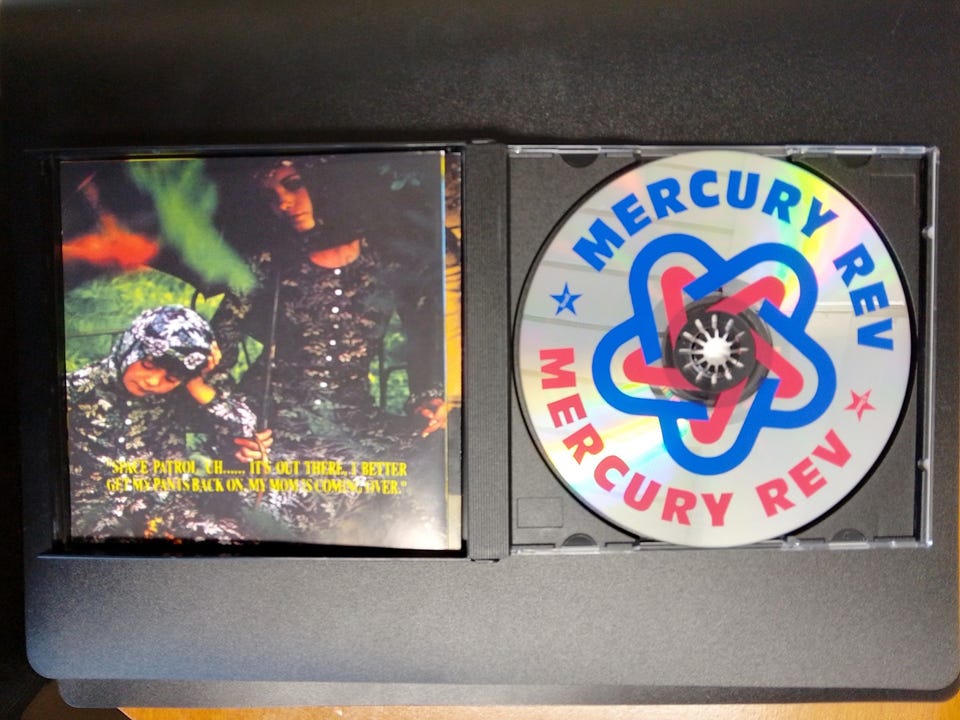 "SPACE PATROL, UH...... IT'S OUT THERE, I BETTER
GET MY PANTS BACK ON, MY MOM IS COMING OVER."
MERCURY REV
MERCURY REV